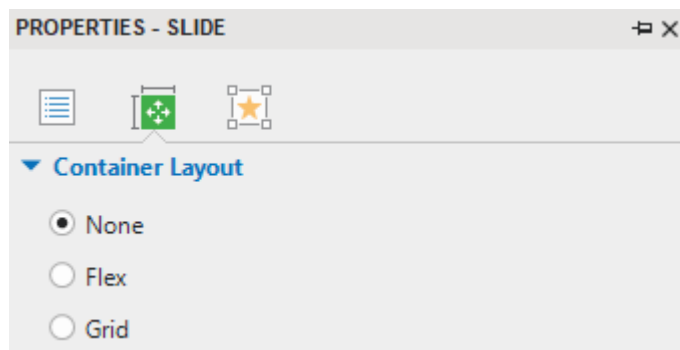 PROPERTIES - SLIDE
Container Layout
None
Flex
Grid